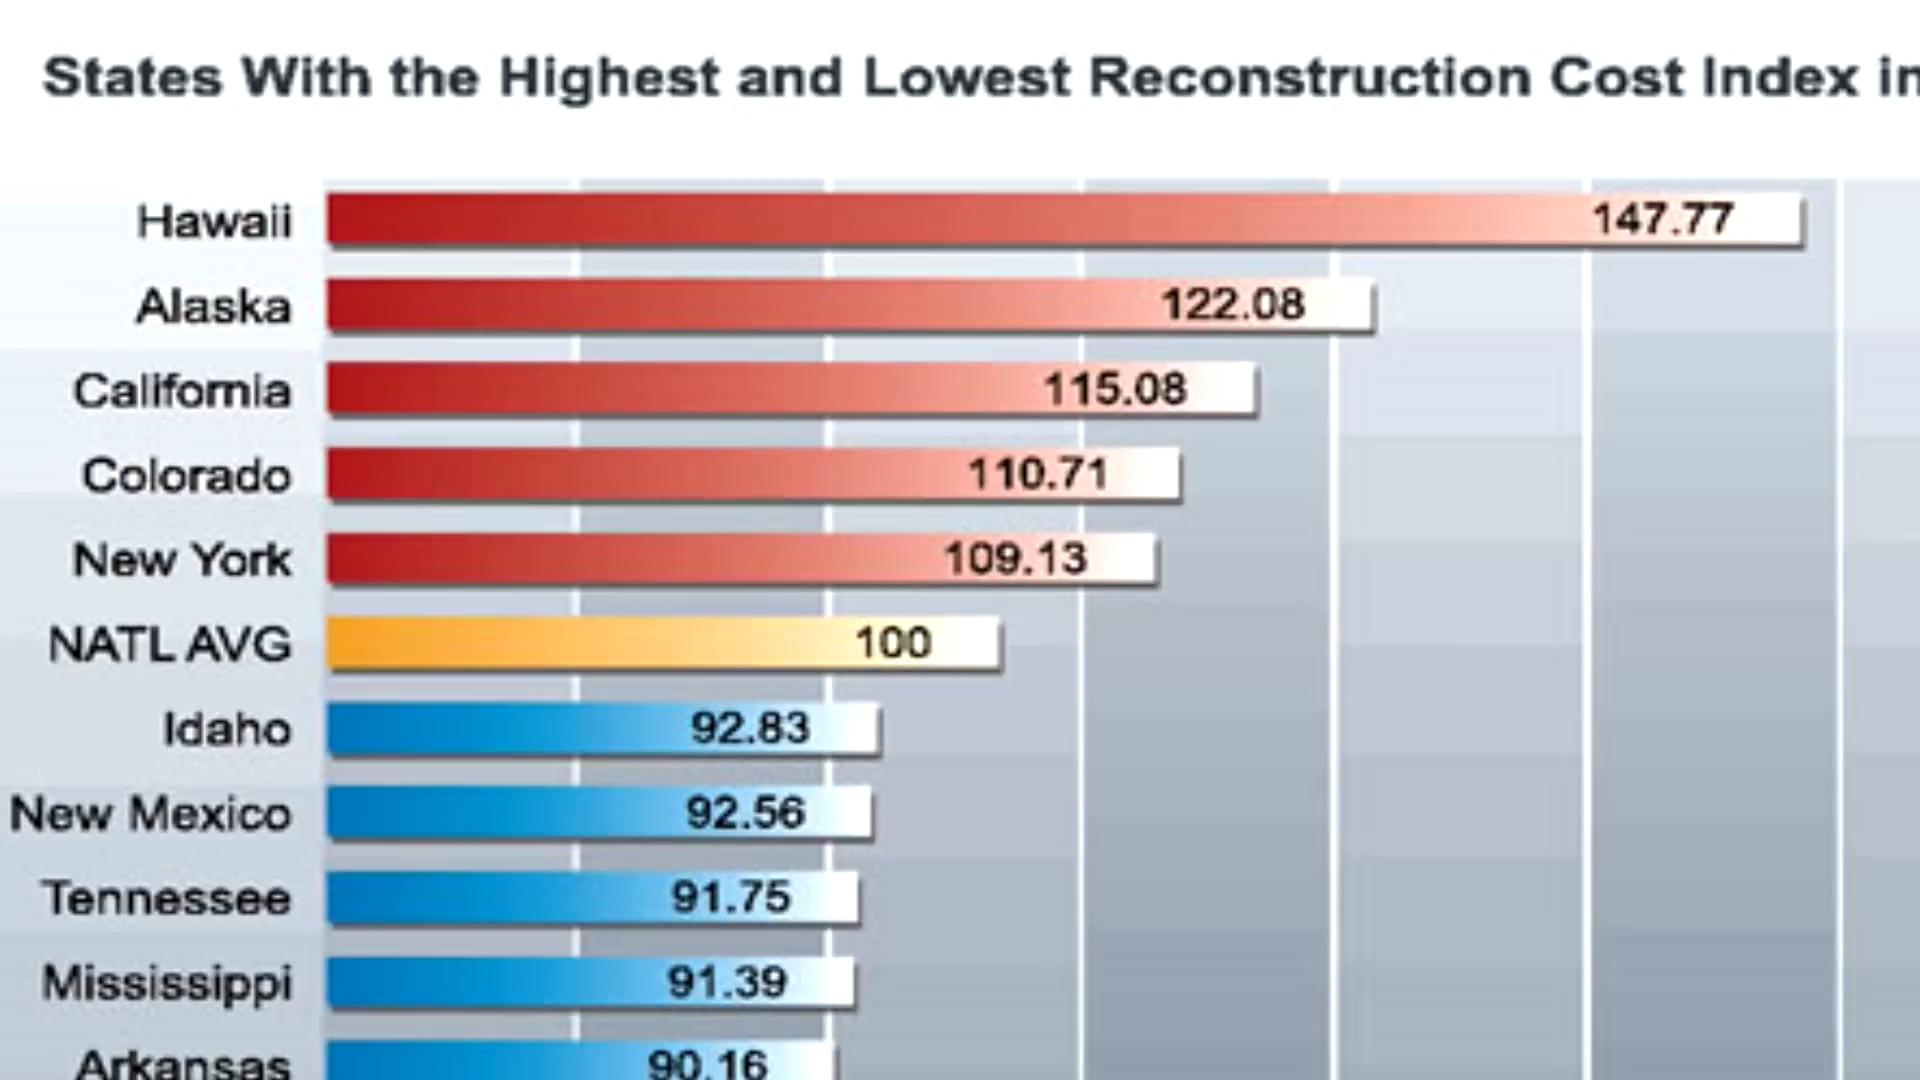 States With the Highest and Lowest Reconstruction Cost Index in
Hawaii 147.77
Alaska 122.08
California 115.08
Colorado 110.71
New York 109.13
NATL AVG 100
Idaho 92.83
New Mexico 92.56
Tennessee 91.75
Mississippi 91.39
Arkansas 90.16